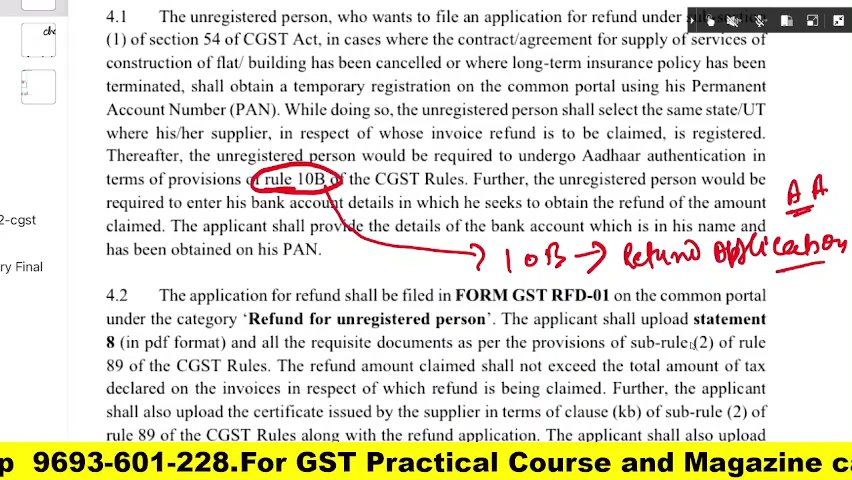 4.1 The unregistered person, who wants to file an application for refund under sub-section
(1) of section 54 of CGST Act, in cases where the contract/agreement for supply of services of
construction of flat/ building has been cancelled or where long-term insurance policy has been
terminated, shall obtain a temporary registration on the common portal using his Permanent
Account Number (PAN). While doing so, the unregistered person shall select the same state/UT
where his/her supplier, in respect of whose invoice refund is to be claimed, is registered.
Thereafter, the unregistered person would be required to undergo Aadhaar authentication in
terms of provisions of rule 10B of the CGST Rules. Further, the unregistered person would be
required to enter his bank account details in which he seeks to obtain the refund of the amount
claimed. The applicant shall provide the details of the bank account which is in his name and
has been obtained on his PAN.
AA
10B → Refund application
2-cgst
ry Final
4.2 The application for refund shall be filed in FORM GST RFD-01 on the common portal
under the category ‘Refund for unregistered person’. The applicant shall upload statement
8 (in pdf format) and all the requisite documents as per the provisions of sub-rule (2) of rule
89 of the CGST Rules. The refund amount claimed shall not exceed the total amount of tax
declared on the invoices in respect of which refund is being claimed. Further, the applicant
shall also upload the certificate issued by the supplier in terms of clause (kb) of sub-rule (2) of
rule 89 of the CGST Rules along with the refund application. The applicant shall also upload
p 9693-601-228.For GST Practical Course and Magazine ca